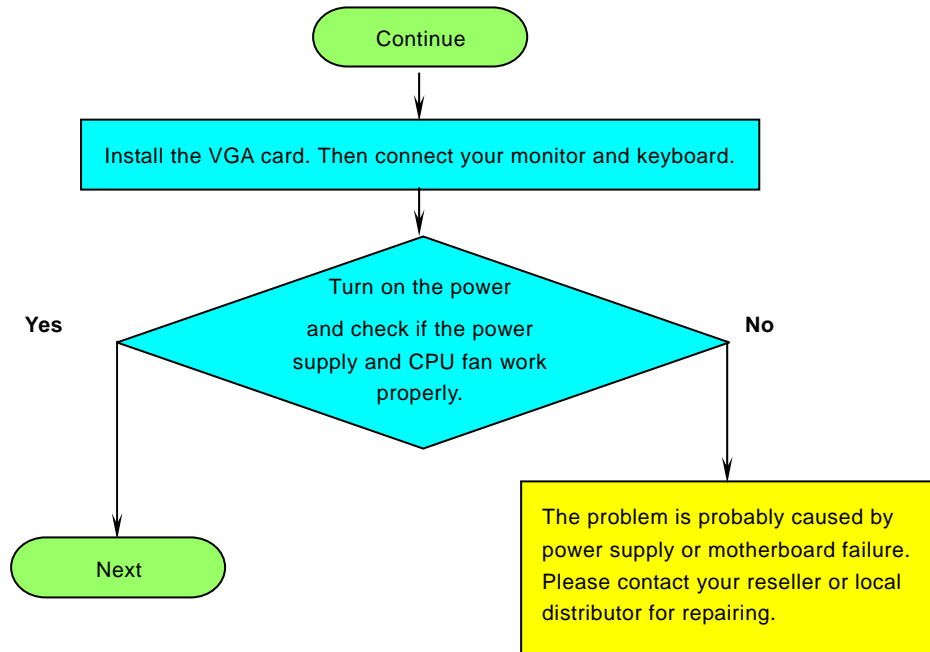 Continue
Install the VGA card. Then connect your monitor and keyboard.
Turn on the power
and check if the power
supply and CPU fan work
properly.
Yes
No
Next
The problem is probably caused by
power supply or motherboard failure.
Please contact your reseller or local
distributor for repairing.